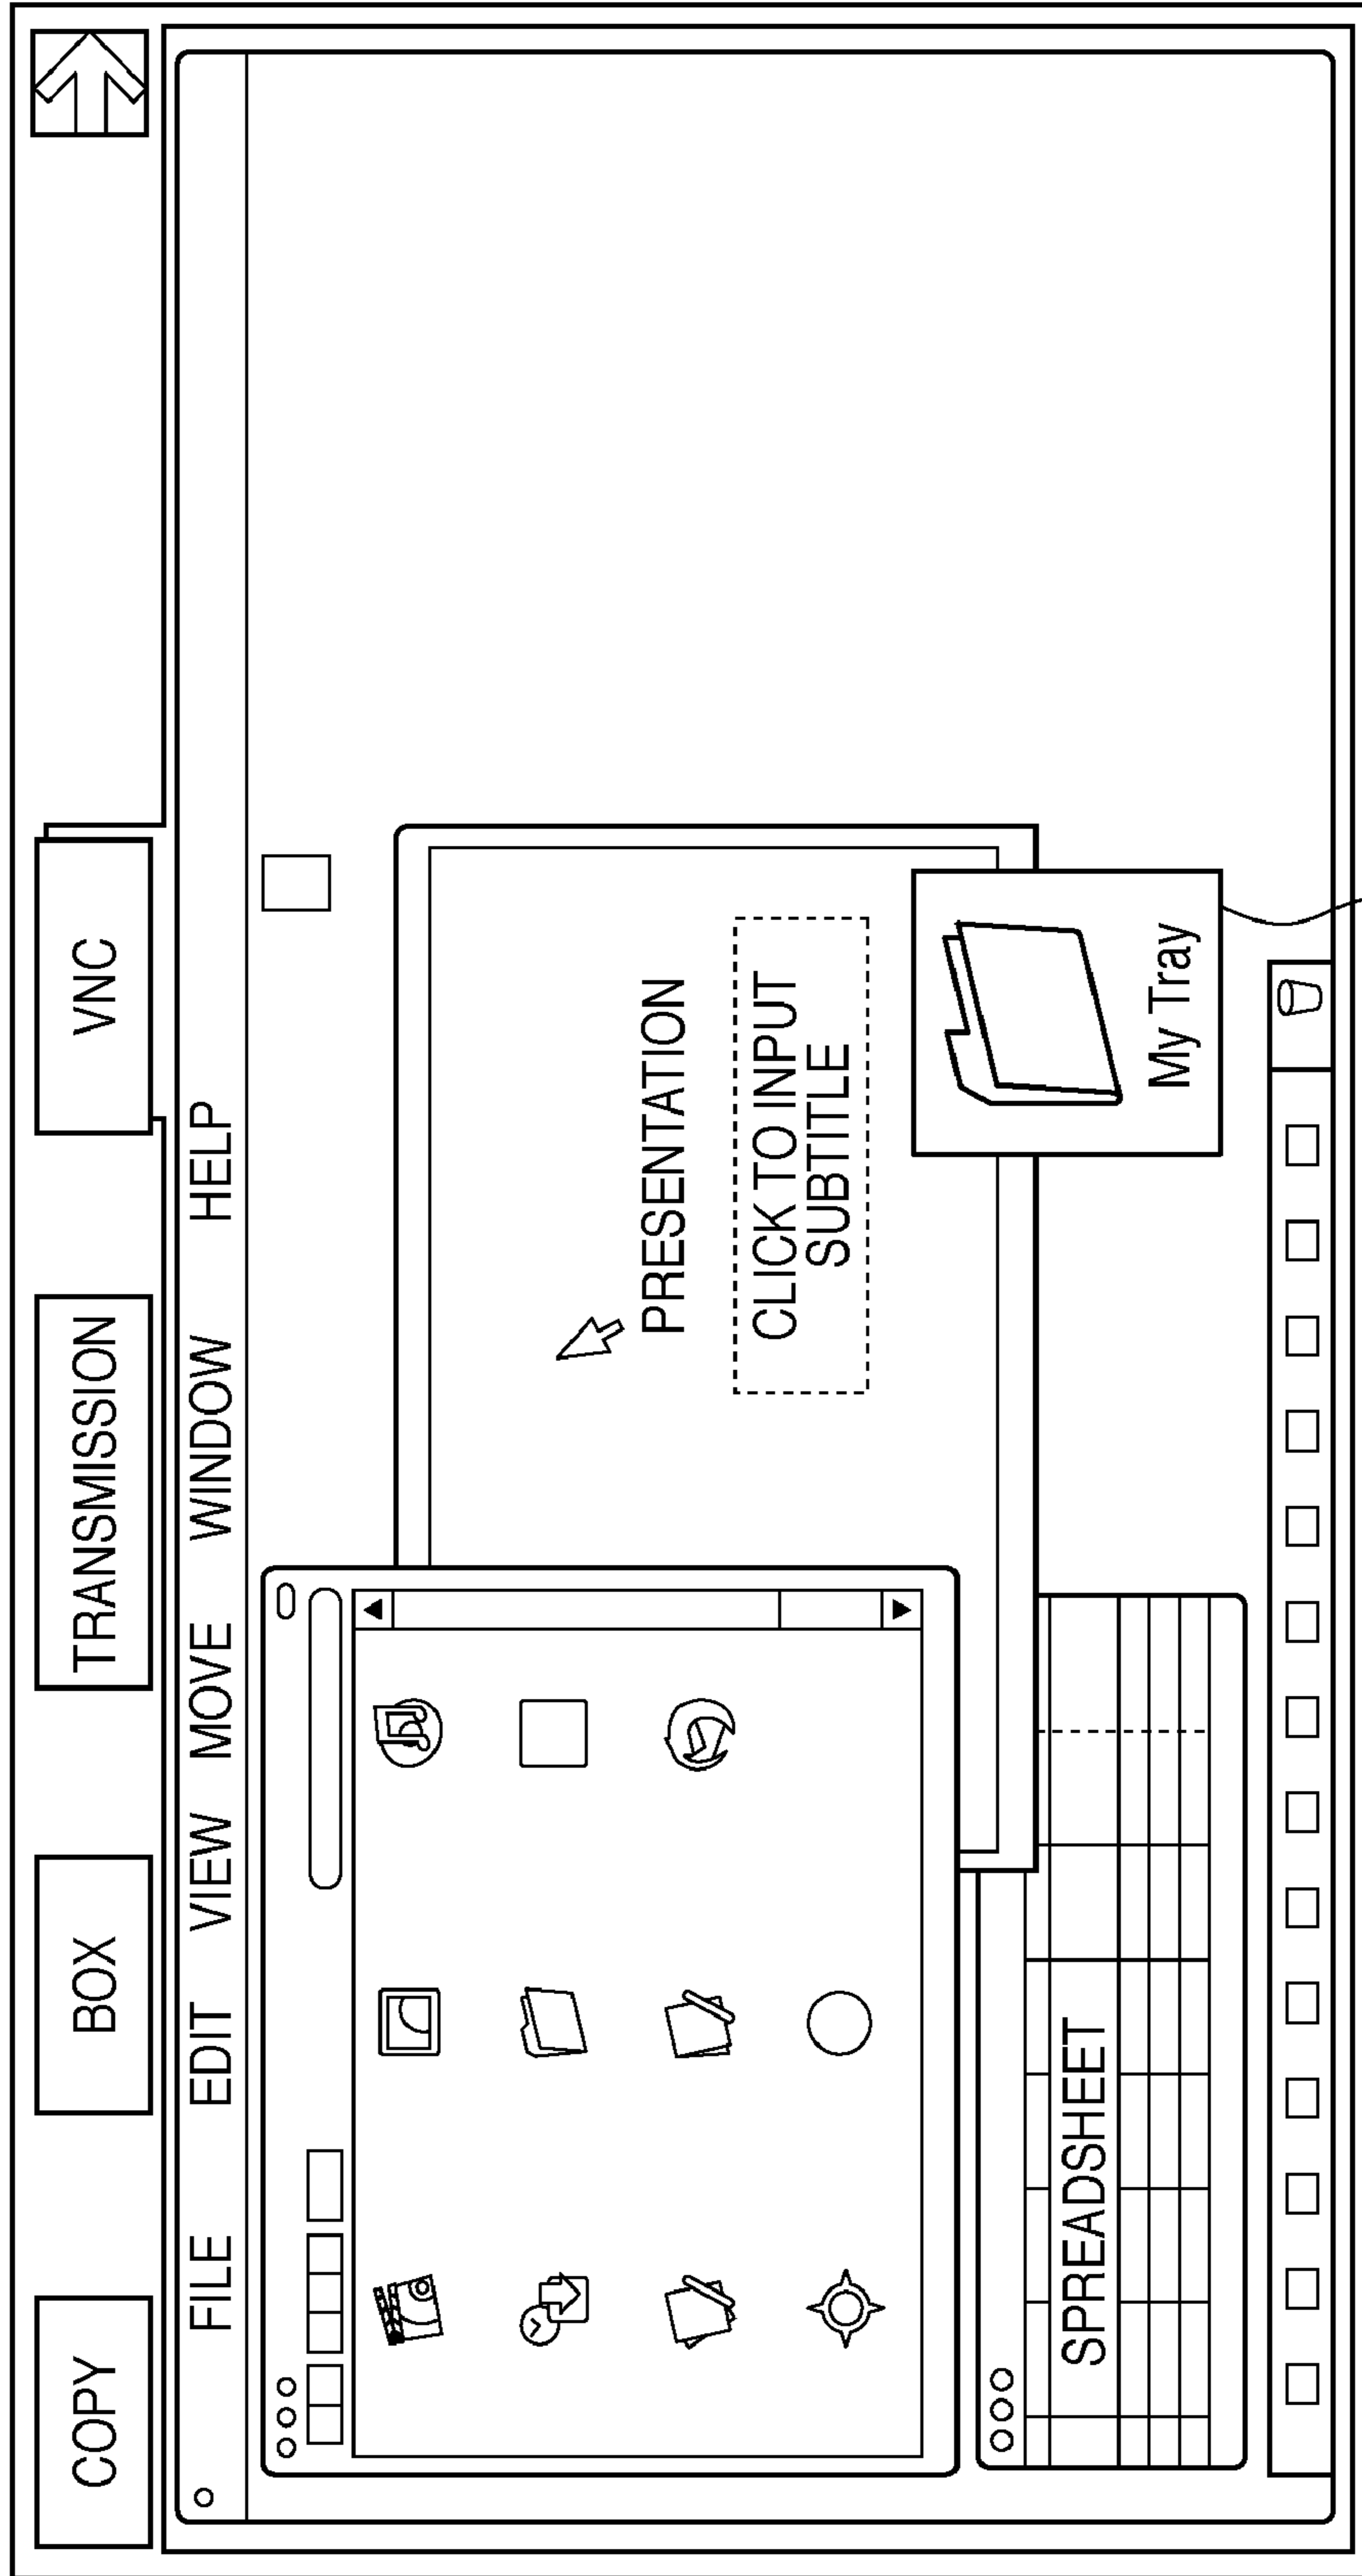 COPY
BOX
TRANSMISSION
VNC
FILE
EDIT
VIEW
MOVE
WINDOW
HELP
PRESENTATION
CLICK TO INPUT
SUBTITLE
My Tray
SPREADSHEET